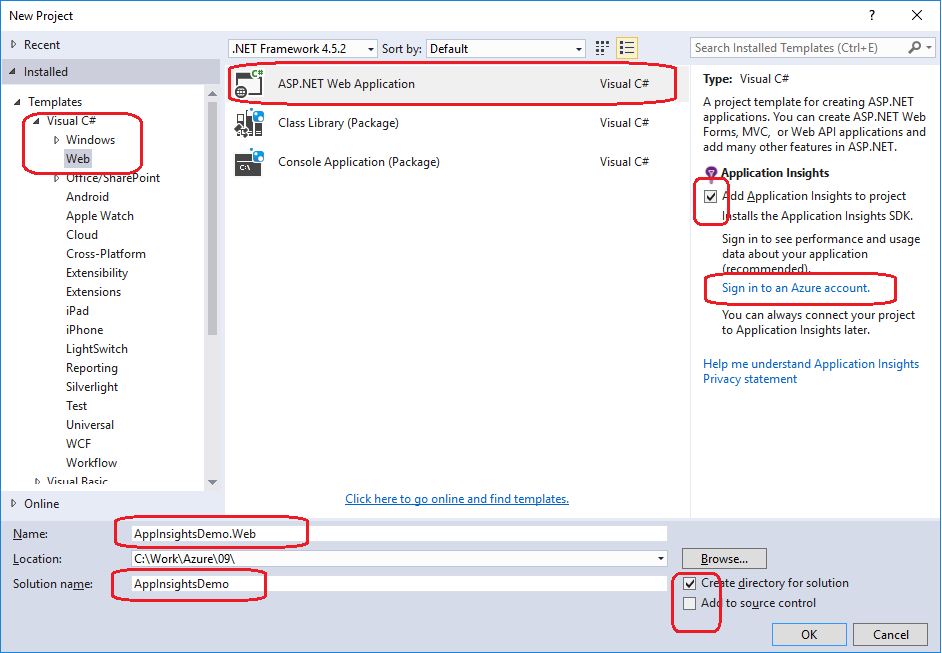 New Project
?
Recent
Installed
Templates
Visual C#
Windows
Web
Office/SharePoint
Android
Apple Watch
Cloud
Cross-Platform
Extensibility
Extensions
iPad
iPhone
LightSwitch
Reporting
Silverlight
Test
Universal
WCF
Workflow
Visual Basic
Online
.NET Framework 4.5.2
Sort by: Default
ASP.NET Web Application Visual C#
Class Library (Package) Visual C#
Console Application (Package) Visual C#
Click here to go online and find templates.
Search Installed Templates (Ctrl+E)
Type: Visual C#
A project template for creating ASP.NET
applications. You can create ASP.NET Web
Forms, MVC, or Web API applications and
add many other features in ASP.NET.
Application Insights
Add Application Insights to project
Installs the Application Insights SDK.
Sign in to see performance and usage
data about your application
(recommended).
Sign in to an Azure account.
You can always connect your project
to Application Insights later.
Help me understand Application Insights
Privacy statement
Name: AppInsightsDemo.Web
Location: C:\Work\Azure\09\
Browse...
Solution name: AppInsightsDemo
Create directory for solution
Add to source control
OK
Cancel